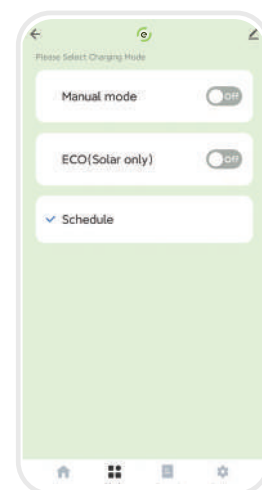 Please Select Charging Mode
Manual mode
Off
ECO(Solar only)
Off
Schedule